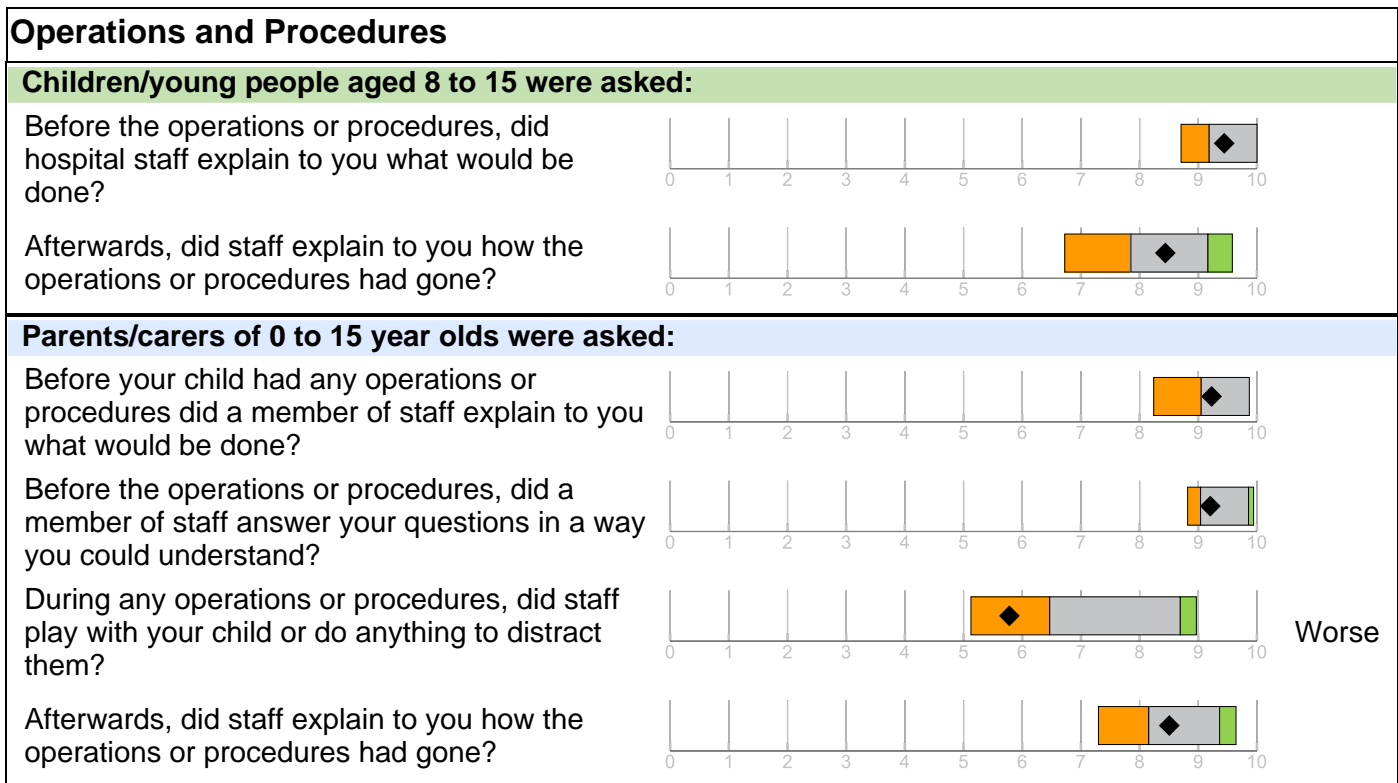 Operations and Procedures
Children/young people aged 8 to 15 were asked:
Before the operations or procedures, did
hospital staff explain to you what would be
done?
0 1 2 3 4 5 6 7 8 9 10
Afterwards, did staff explain to you how the
operations or procedures had gone?
0 1 2 3 4 5 6 7 8 9 10
Parents/carers of 0 to 15 year olds were asked:
Before your child had any operations or
procedures did a member of staff explain to you
what would be done?
0 1 2 3 4 5 6 7 8 9 10
Before the operations or procedures, did a
member of staff answer your questions in a way
you could understand?
0 1 2 3 4 5 6 7 8 9 10
During any operations or procedures, did staff
play with your child or do anything to distract
them?
0 1 2 3 4 5 6 7 8 9 10
Worse
Afterwards, did staff explain to you how the
operations or procedures had gone?
0 1 2 3 4 5 6 7 8 9 10